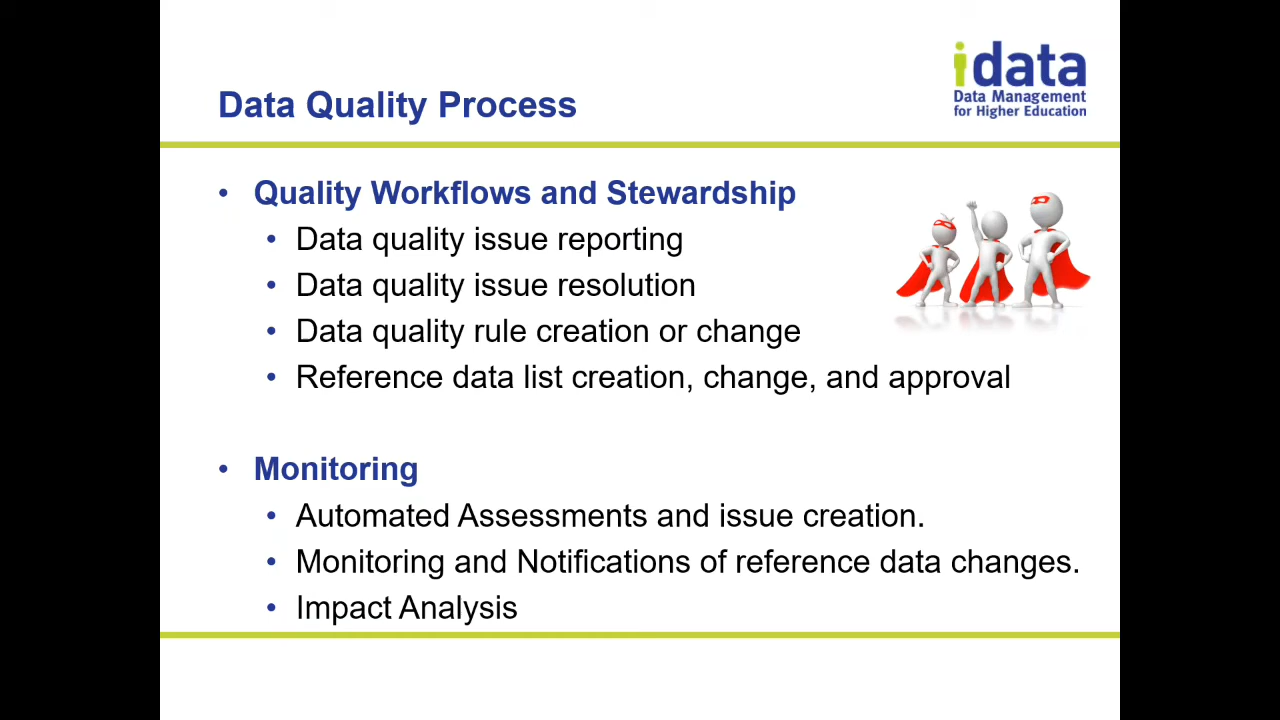 idata
Data Management
for Higher Education
Data Quality Process
• Quality Workflows and Stewardship
• Data quality issue reporting
• Data quality issue resolution
• Data quality rule creation or change
• Reference data list creation, change, and approval
• Monitoring
• Automated Assessments and issue creation.
• Monitoring and Notifications of reference data changes.
• Impact Analysis